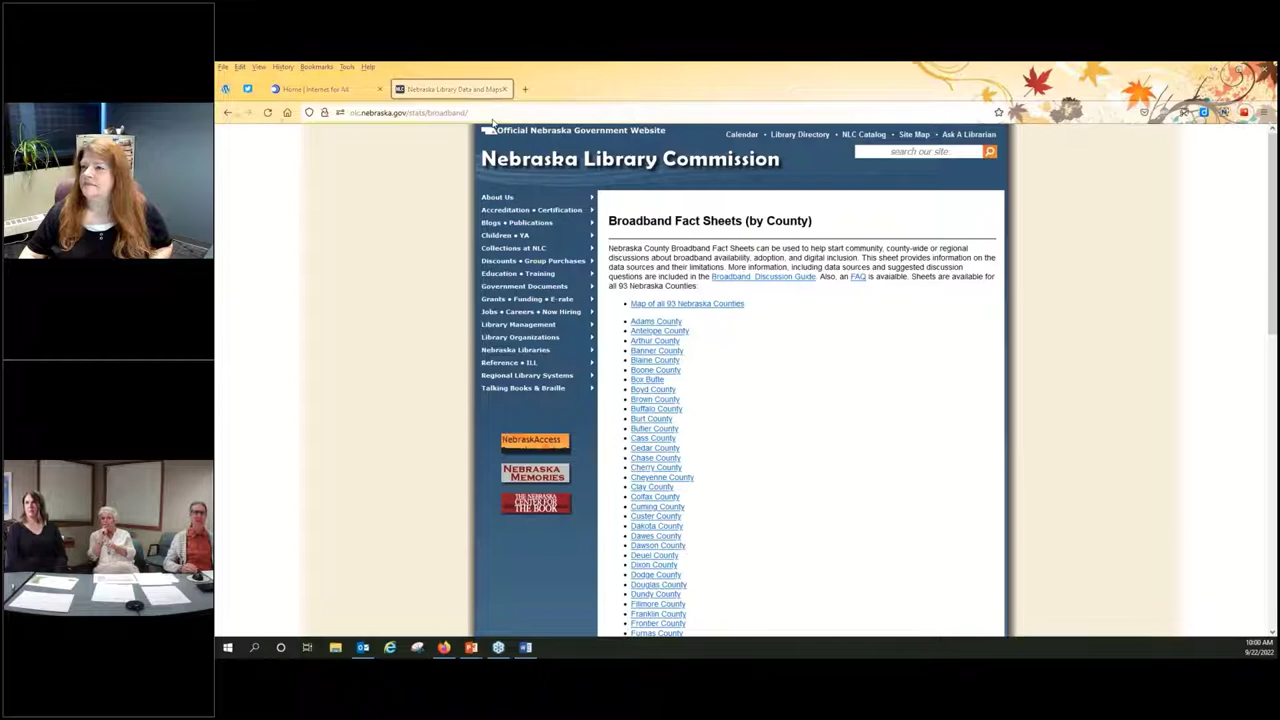 File Edit View History Bookmarks Tools Help
Home | Internet for All
Nebraska Library Data and Maps
nlc.nebraska.gov/stats/broadband/
Official Nebraska Government Website
Calendar • Library Directory • NLC Catalog • Site Map • Ask A Librarian
Nebraska Library Commission
search our site
About Us
Accreditation • Certification
Blogs • Publications
Children • YA
Collections at NLC
Discounts • Group Purchases
Education • Training
Government Documents
Grants • Funding • E-rate
Jobs • Careers • Now Hiring
Library Management
Library Organizations
Nebraska Libraries
Reference • ILL
Regional Library Systems
Talking Books & Braille
NebraskAccess
NEBRASKA
MEMORIES
THE NEBRASKA
CENTER FOR
THE BOOK
Broadband Fact Sheets (by County)
Nebraska County Broadband Fact Sheets can be used to help start community, county-wide or regional
discussions about broadband availability, adoption, and digital inclusion. This sheet provides information on the
data sources and their limitations. More information, including data sources and suggested discussion
questions are included in the Broadband Discussion Guide. Also, an FAQ is avaialble. Sheets are available for
all 93 Nebraska Counties:
• Map of all 93 Nebraska Counties
• Adams County
• Antelope County
• Arthur County
• Banner County
• Blaine County
• Boone County
• Box Butte
• Boyd County
• Brown County
• Buffalo County
• Burt County
• Butler County
• Cass County
• Cedar County
• Chase County
• Cherry County
• Cheyenne County
• Clay County
• Colfax County
• Cuming County
• Custer County
• Dakota County
• Dawes County
• Dawson County
• Deuel County
• Dixon County
• Dodge County
• Douglas County
• Dundy County
• Fillmore County
• Franklin County
• Frontier County
• Furnas County
10:00 AM
9/22/2022